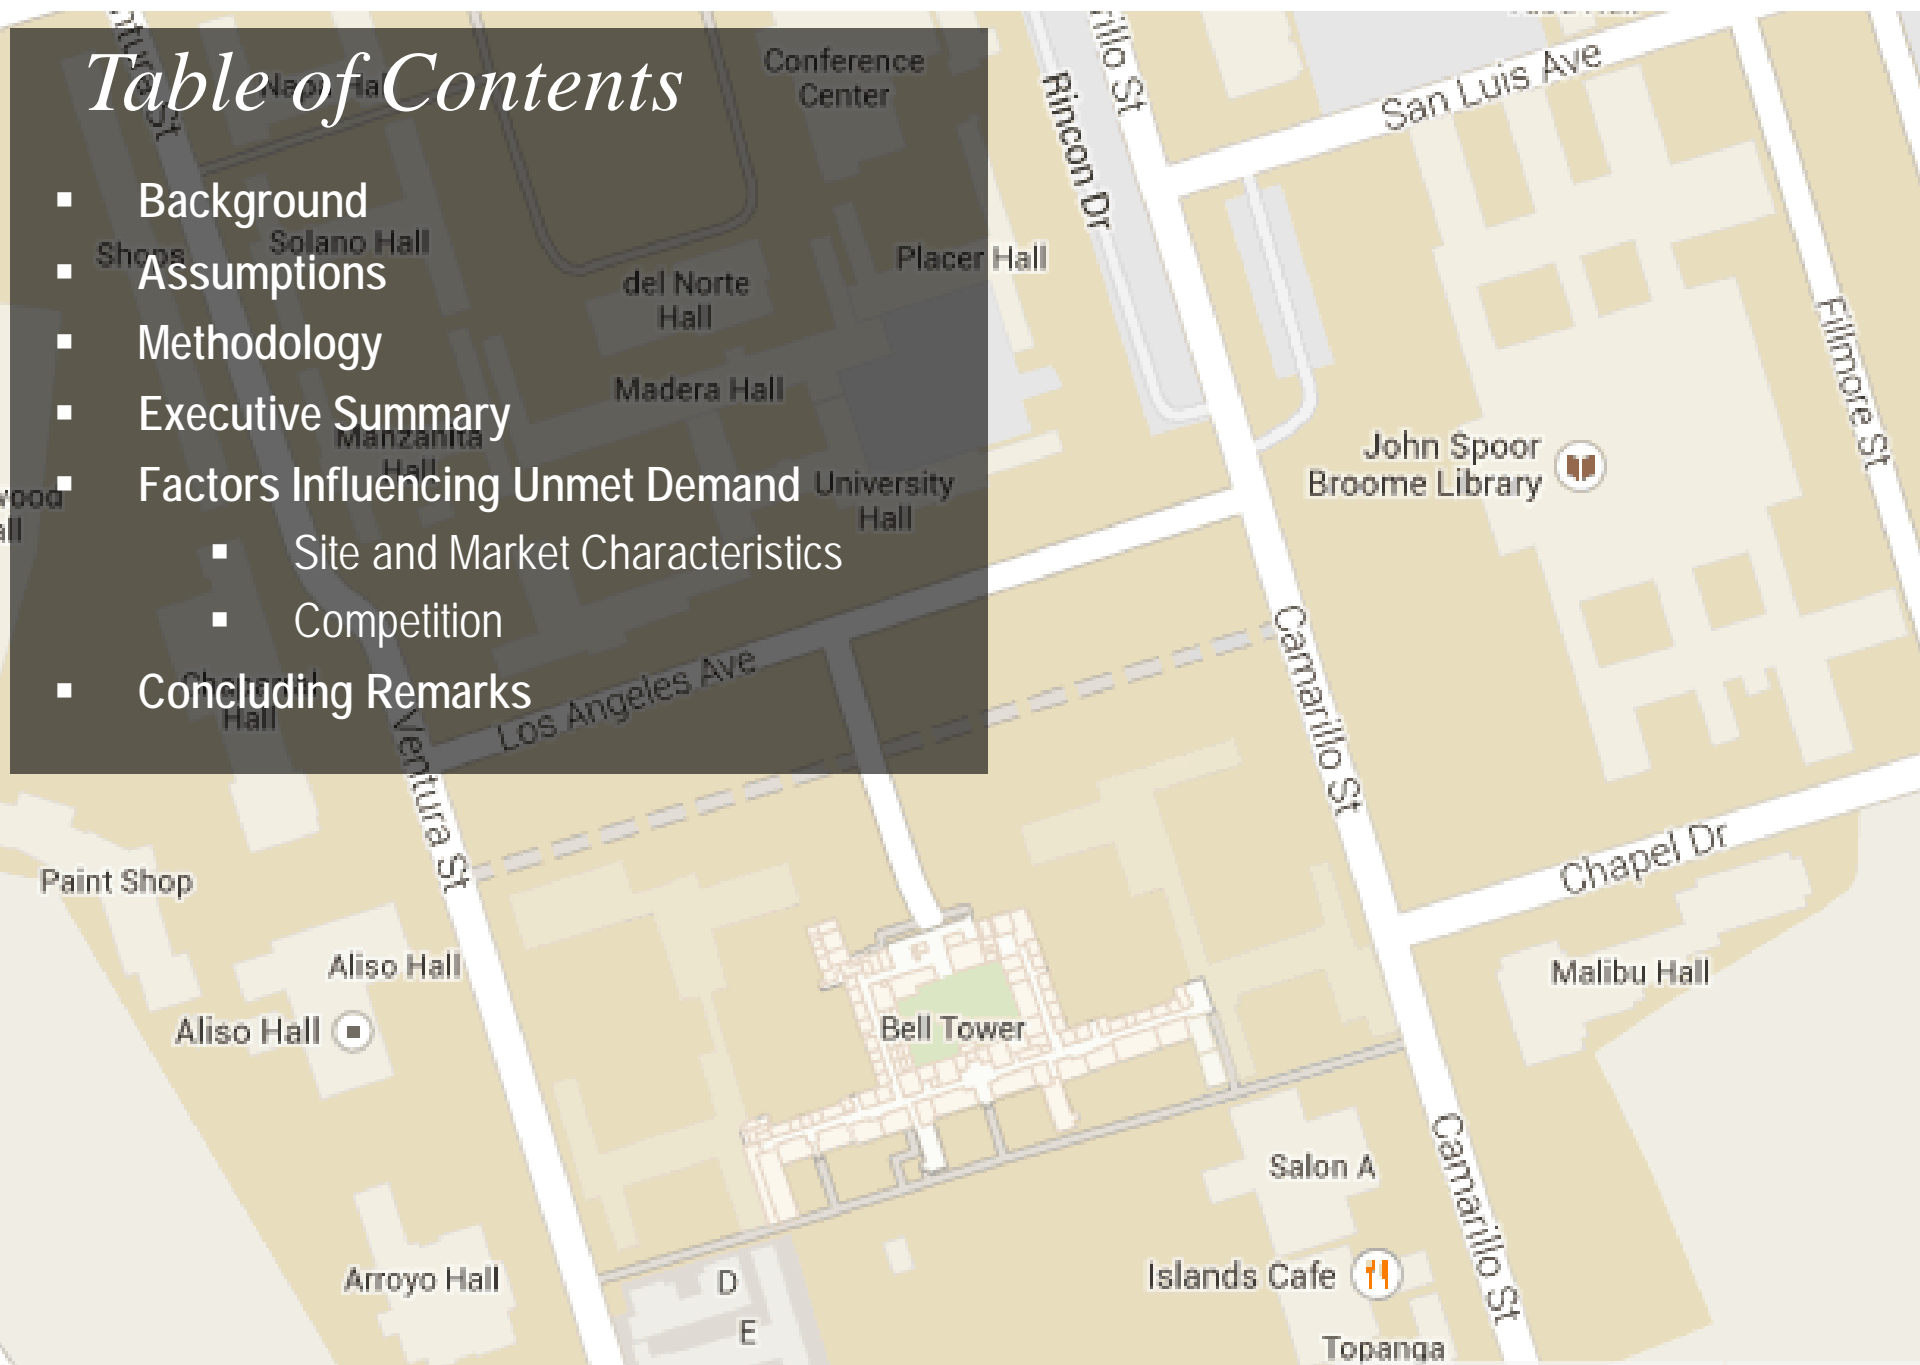 Table of Contents
▪ Background
▪ Assumptions
▪ Methodology
▪ Executive Summary
▪ Factors Influencing Unmet Demand
▪ Site and Market Characteristics
▪ Competition
▪ Concluding Remarks
Napa Hall
Conference
Center
Rincon Dr
San Luis Ave
Shops
Solano Hall
del Norte
Hall
Placer Hall
Fillmore St
Madera Hall
Manzanita
Hall
University
Hall
John Spoor
Broome Library
Hall
Los Angeles Ave
Ventura St
Camarillo St
Chapel Dr
Paint Shop
Aliso Hall
Aliso Hall
Bell Tower
Malibu Hall
Salon A
Camarillo St
Arroyo Hall
D
E
Islands Cafe
Topanga